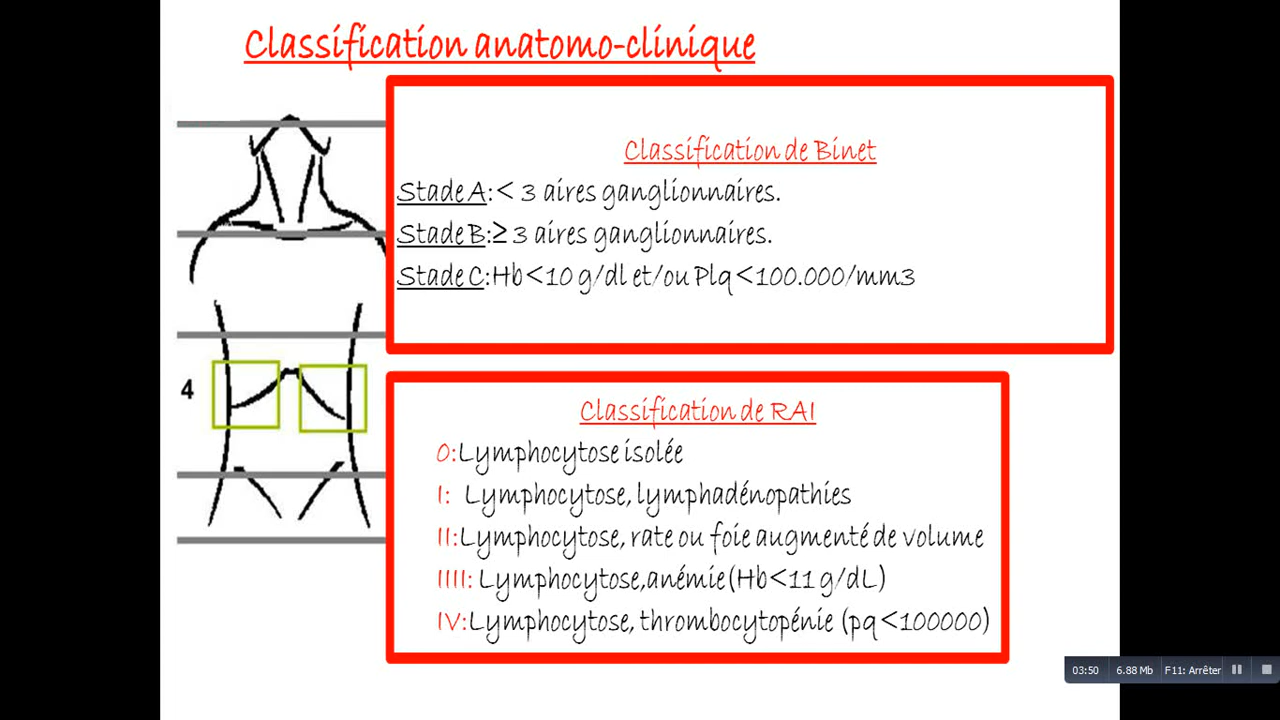 Classification anatomo-clinique
Classification de Binet
Stade A:< 3 aires ganglionnaires.
Stade B:≥ 3 aires ganglionnaires.
Stade C:Hb<10 g/dl et/ou Plq<100.000/mm3
4
Classification de RAI
0:Lymphocytose isolée
I: Lymphocytose, lymphadénopathies
II:Lymphocytose, rate ou foie augmenté de volume
IIII: Lymphocytose,anémie(Hb<11 g/dL)
IV:Lymphocytose, thrombocytopénie (pq<100000)
03:50 6.88 Mb F11: Arrêter